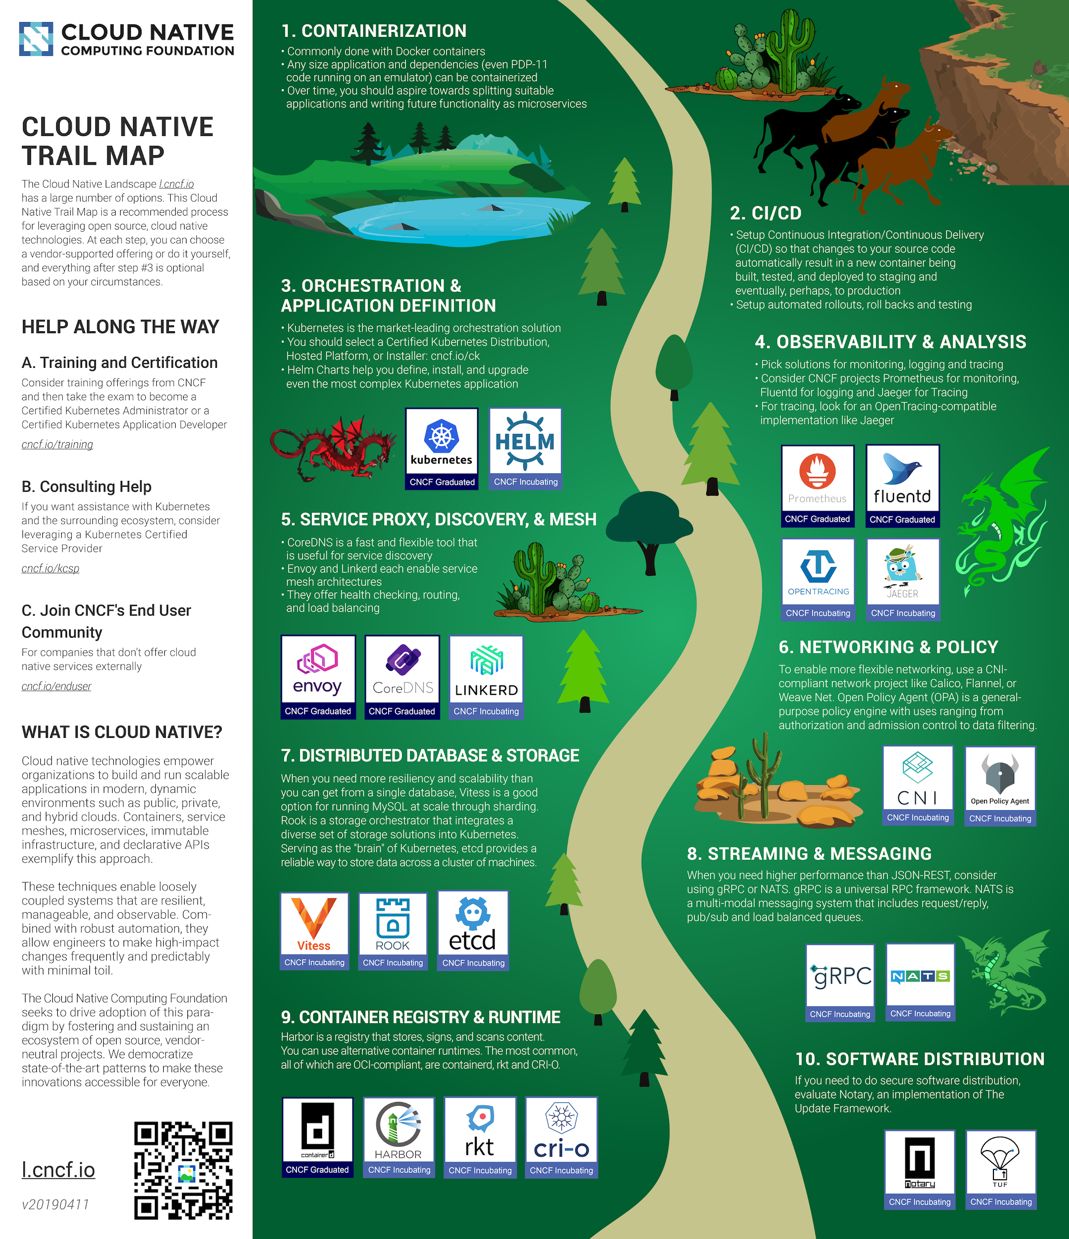 CLOUD NATIVE
COMPUTING FOUNDATION
CLOUD NATIVE
TRAIL MAP
The Cloud Native Landscape l.cncf.io
has a large number of options. This Cloud
Native Trail Map is a recommended process
for leveraging open source, cloud native
technologies. At each step, you can choose
a vendor-supported offering or do it yourself,
and everything after step #3 is optional
based on your circumstances.
HELP ALONG THE WAY
A. Training and Certification
Consider training offerings from CNCF
and then take the exam to become a
Certified Kubernetes Administrator or a
Certified Kubernetes Application Developer
cncf.io/training
B. Consulting Help
If you want assistance with Kubernetes
and the surrounding ecosystem, consider
leveraging a Kubernetes Certified
Service Provider
cncf.io/kcsp
C. Join CNCF's End User
Community
For companies that don't offer cloud
native services externally
cncf.io/enduser
WHAT IS CLOUD NATIVE?
Cloud native technologies empower
organizations to build and run scalable
applications in modern, dynamic
environments such as public, private,
and hybrid clouds. Containers, service
meshes, microservices, immutable
infrastructure, and declarative APIs
exemplify this approach.
These techniques enable loosely
coupled systems that are resilient,
manageable, and observable. Com-
bined with robust automation, they
allow engineers to make high-impact
changes frequently and predictably
with minimal toil.
The Cloud Native Computing Foundation
seeks to drive adoption of this para-
digm by fostering and sustaining an
ecosystem of open source, vendor-
neutral projects. We democratize
state-of-the-art patterns to make these
innovations accessible for everyone.
l.cncf.io
v20190411
1. CONTAINERIZATION
• Commonly done with Docker containers
• Any size application and dependencies (even PDP-11
code running on an emulator) can be containerized
• Over time, you should aspire towards splitting suitable
applications and writing future functionality as microservices
2. CI/CD
• Setup Continuous Integration/Continuous Delivery
(CI/CD) so that changes to your source code
automatically result in a new container being
built, tested, and deployed to staging and
eventually, perhaps, to production
• Setup automated rollouts, roll backs and testing
3. ORCHESTRATION &
APPLICATION DEFINITION
• Kubernetes is the market-leading orchestration solution
• You should select a Certified Kubernetes Distribution,
Hosted Platform, or Installer: cncf.io/ck
• Helm Charts help you define, install, and upgrade
even the most complex Kubernetes application
kubernetes
CNCF Graduated
HELM
CNCF Incubating
4. OBSERVABILITY & ANALYSIS
• Pick solutions for monitoring, logging and tracing
• Consider CNCF projects Prometheus for monitoring,
Fluentd for logging and Jaeger for Tracing
• For tracing, look for an OpenTracing-compatible
implementation like Jaeger
Prometheus
CNCF Graduated
fluentd
CNCF Graduated
OPENTRACING
CNCF Incubating
JAEGER
CNCF Incubating
5. SERVICE PROXY, DISCOVERY, & MESH
• CoreDNS is a fast and flexible tool that
is useful for service discovery
• Envoy and Linkerd each enable service
mesh architectures
• They offer health checking, routing,
and load balancing
envoy
CNCF Graduated
CoreDNS
CNCF Graduated
LINKERD
CNCF Incubating
6. NETWORKING & POLICY
To enable more flexible networking, use a CNI-
compliant network project like Calico, Flannel, or
Weave Net. Open Policy Agent (OPA) is a general-
purpose policy engine with uses ranging from
authorization and admission control to data filtering.
CNI
CNCF Incubating
Open Policy Agent
CNCF Incubating
7. DISTRIBUTED DATABASE & STORAGE
When you need more resiliency and scalability than
you can get from a single database, Vitess is a good
option for running MySQL at scale through sharding.
Rook is a storage orchestrator that integrates a
diverse set of storage solutions into Kubernetes.
Serving as the "brain" of Kubernetes, etcd provides a
reliable way to store data across a cluster of machines.
Vitess
CNCF Incubating
ROOK
CNCF Incubating
etcd
CNCF Incubating
8. STREAMING & MESSAGING
When you need higher performance than JSON-REST, consider
using gRPC or NATS. gRPC is a universal RPC framework. NATS is
a multi-modal messaging system that includes request/reply,
pub/sub and load balanced queues.
gRPC
CNCF Incubating
NATS
CNCF Incubating
9. CONTAINER REGISTRY & RUNTIME
Harbor is a registry that stores, signs, and scans content.
You can use alternative container runtimes. The most common,
all of which are OCI-compliant, are containerd, rkt and CRI-O.
containerd
CNCF Graduated
HARBOR
CNCF Incubating
rkt
CNCF Incubating
cri-o
CNCF Incubating
10. SOFTWARE DISTRIBUTION
If you need to do secure software distribution,
evaluate Notary, an implementation of The
Update Framework.
notary
CNCF Incubating
TUF
CNCF Incubating